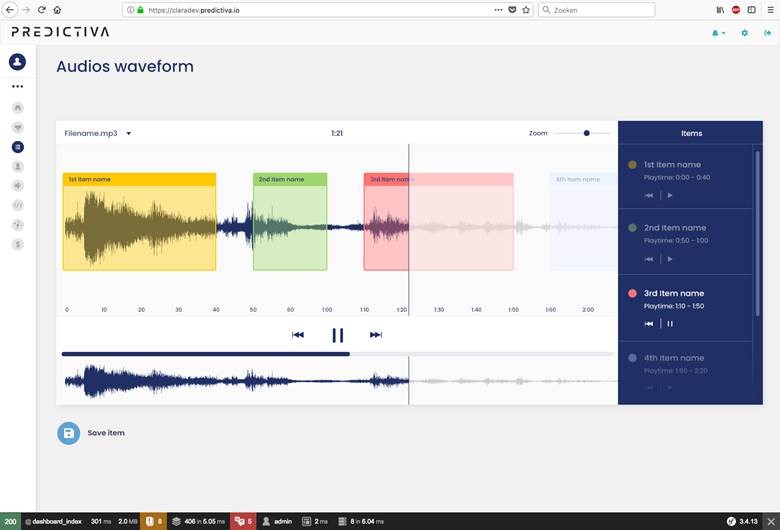 https://claradev.predictiva.io
Zoeken
ABP
PREDICTIVA
Audios waveform
Filename.mp3
1:21
Zoom
Items
1st Item name
2nd Item name
3rd Item name
4th Item name
0 10 20 30 40 50 60 1:10 1:20 1:30 1:40 1:50 1:60 2:00
1st Item name
Playtime: 0:00 - 0:40
2nd Item name
Playtime: 0:50 - 1:00
3rd Item name
Playtime: 1:10 - 1:50
4th Item name
Playtime: 1:60 - 2:20
Save item
200 @ dashboard_index 301 ms 2.0 MB 8 406 in 5.05 ms 5 admin 2 ms 8 in 6.04 ms 3.4.13